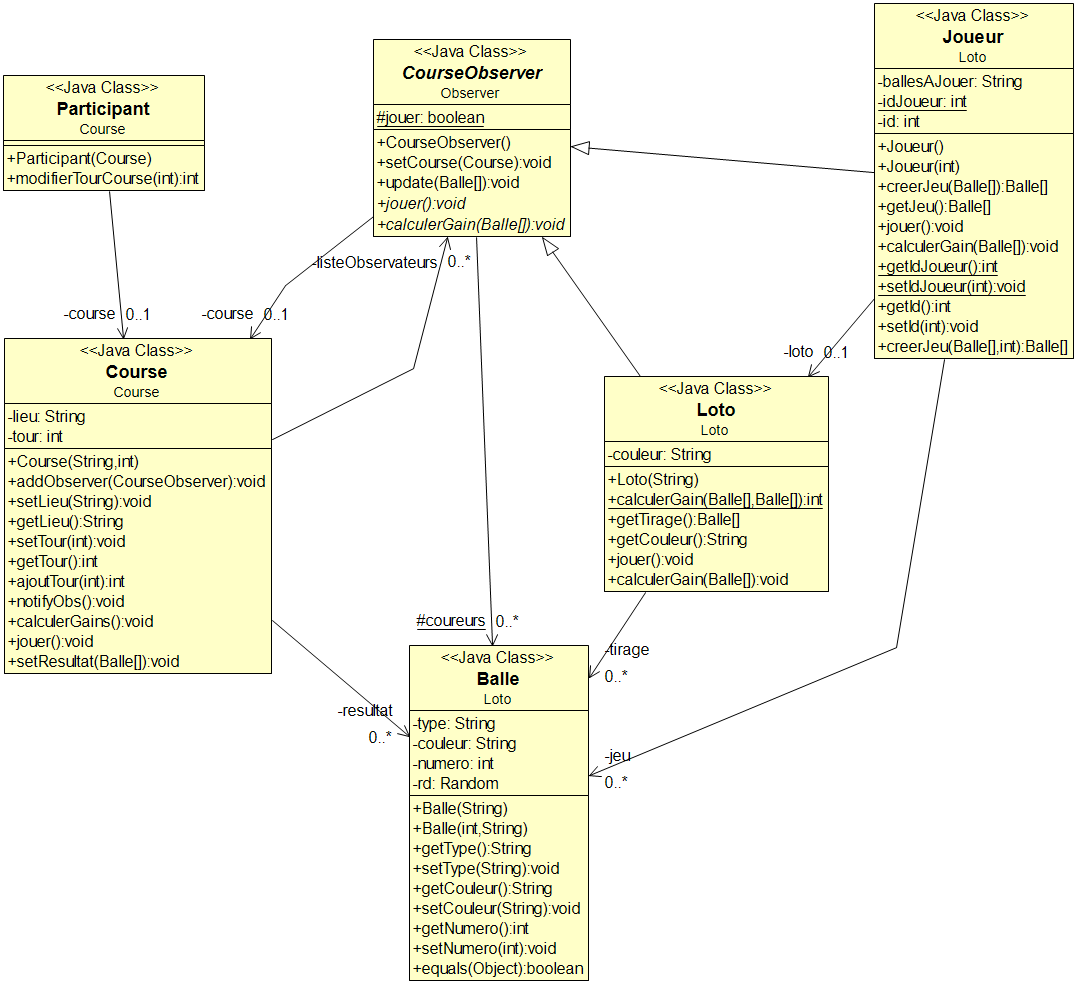 <<Java Class>>
Participant
Course
+Participant(Course)
+modifierTourCourse(int):int
<<Java Class>>
CourseObserver
Observer
#jouer: boolean
+CourseObserver()
+setCourse(Course):void
+update(Balle[]):void
+jouer():void
+calculerGain(Balle[]):void
<<Java Class>>
Joueur
Loto
-ballesAJouer: String
-idJoueur: int
-id: int
+Joueur()
+Joueur(int)
+creerJeu(Balle[]):Balle[]
+getJeu():Balle[]
+jouer():void
+calculerGain(Balle[]):void
+getIdJoueur():int
+setIdJoueur(int):void
+getId():int
+setId(int):void
+creerJeu(Balle[],int):Balle[]
-listeObservateurs 0..*
-course 0..1
-course 0..1
-loto 0..1
<<Java Class>>
Course
Course
-lieu: String
-tour: int
+Course(String,int)
+addObserver(CourseObserver):void
+setLieu(String):void
+getLieu():String
+setTour(int):void
+getTour():int
+ajoutTour(int):int
+notifyObs():void
+calculerGains():void
+jouer():void
+setResultat(Balle[]):void
<<Java Class>>
Loto
Loto
-couleur: String
+Loto(String)
+calculerGain(Balle[],Balle[]):int
+getTirage():Balle[]
+getCouleur():String
+jouer():void
+calculerGain(Balle[]):void
#coureurs 0..*
-tirage
0..*
-resultat
0..*
-jeu
0..*
<<Java Class>>
Balle
Loto
-type: String
-couleur: String
-numero: int
-rd: Random
+Balle(String)
+Balle(int,String)
+getType():String
+setType(String):void
+getCouleur():String
+setCouleur(String):void
+getNumero():int
+setNumero(int):void
+equals(Object):boolean